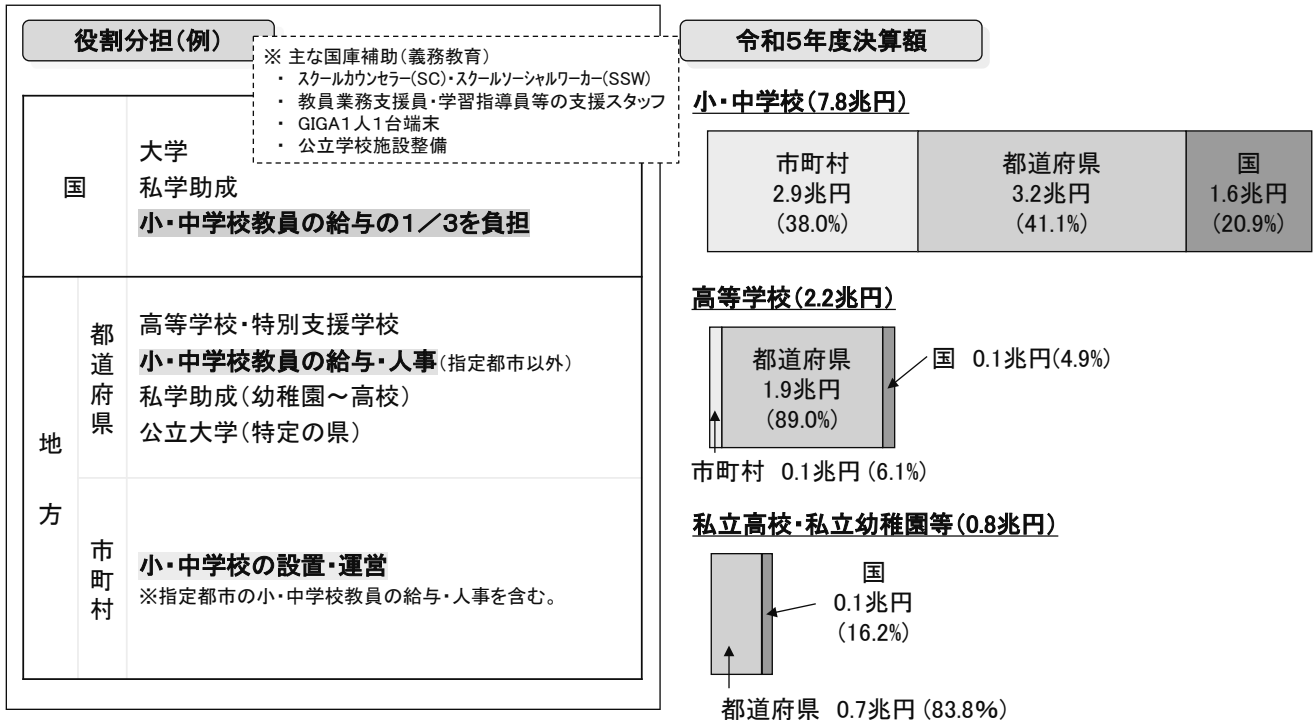 役割分担(例)
※ 主な国庫補助(義務教育)
・ スクールカウンセラー(SC)・スクールソーシャルワーカー(SSW)
・ 教員業務支援員・学習指導員等の支援スタッフ
・ GIGA1人1台端末
・ 公立学校施設整備
国
大学
私学助成
小・中学校教員の給与の1/3を負担
地方
都道府県
高等学校・特別支援学校
小・中学校教員の給与・人事(指定都市以外)
私学助成(幼稚園～高校)
公立大学(特定の県)
市町村
小・中学校の設置・運営
※指定都市の小・中学校教員の給与・人事を含む。
令和5年度決算額
小・中学校(7.8兆円)
市町村
2.9兆円
(38.0%)
都道府県
3.2兆円
(41.1%)
国
1.6兆円
(20.9%)
高等学校(2.2兆円)
都道府県
1.9兆円
(89.0%)
国 0.1兆円(4.9%)
市町村 0.1兆円(6.1%)
私立高校・私立幼稚園等(0.8兆円)
国
0.1兆円
(16.2%)
都道府県 0.7兆円(83.8%)